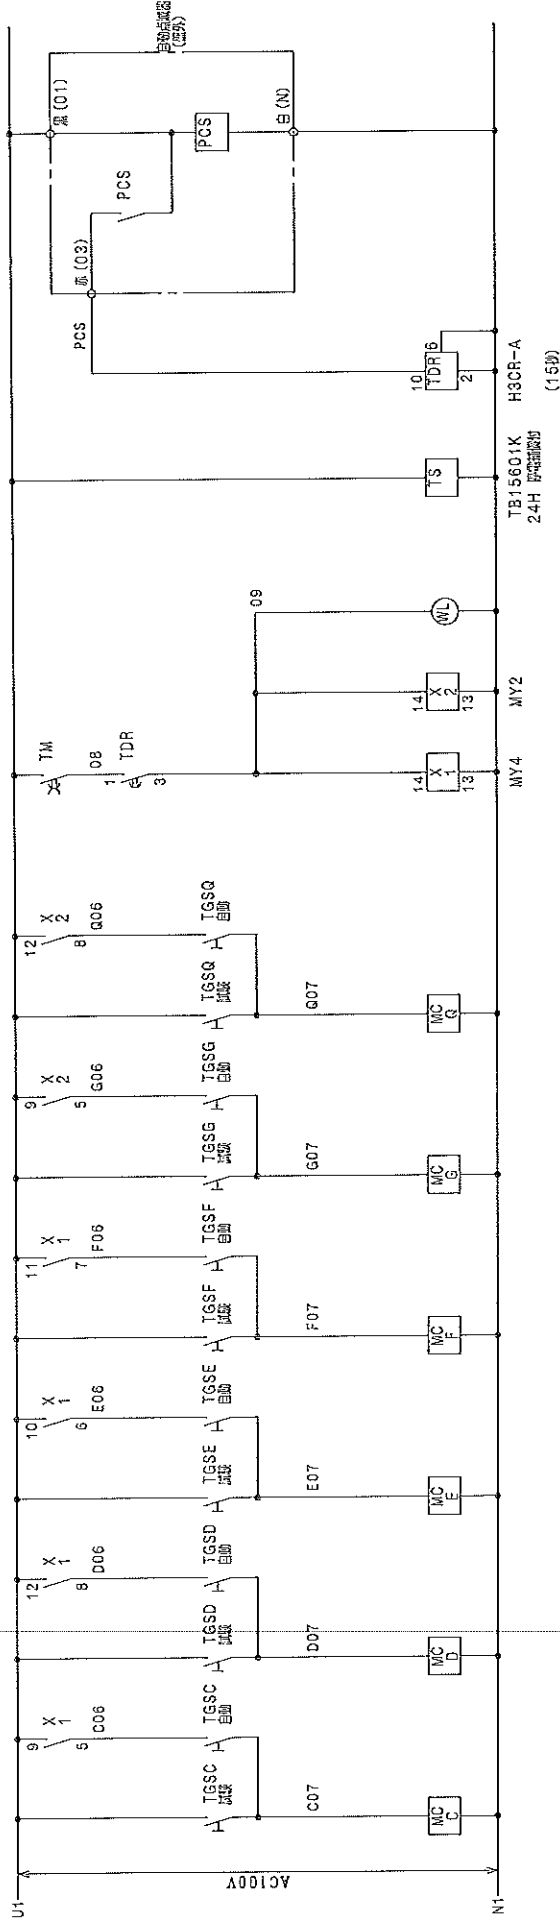 U1
AC100V
N1
TGSC
試験
C07
MC
C
9
X
1
5
C06
TGSC
自動
TGSD
試験
D07
MC
D
12
X
1
8
D06
TGSD
自動
TGSE
試験
E07
MC
E
10
X
1
6
E06
TGSE
自動
TGSF
試験
F07
MC
F
11
X
1
7
F06
TGSF
自動
TGSG
試験
G07
MC
G
9
X
2
5
G06
TGSG
自動
TGSQ
試験
Q07
MC
Q
12
X
2
8
Q06
TGSQ
自動
TM
08
1
TDR
3
14
X
1
13
MY4
14
X
2
13
MY2
09
WL
TS
TB15601K
24H
10
TDR
6
2
H3CR-A
(15秒)
PCS
赤(03)
PCS
黒(01)
PCS
白(N)
自動点滅器